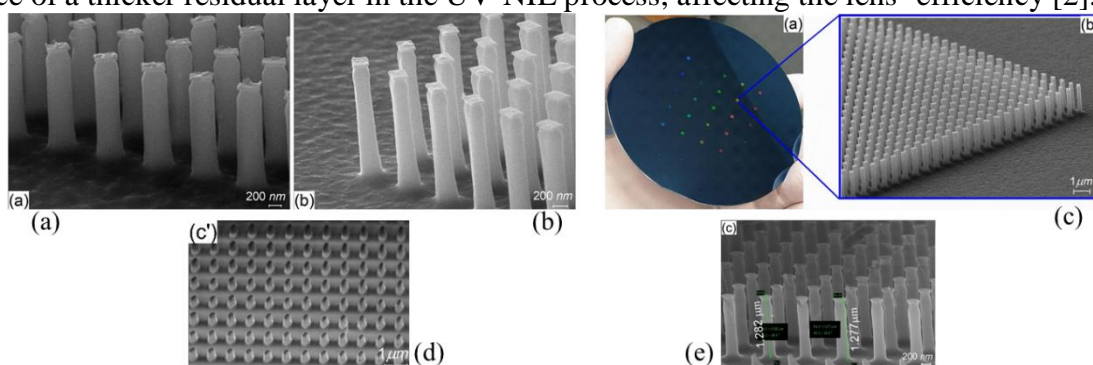 ce of a thicker residual layer in the UV-NIL process, affecting the lens' efficiency [2].
(a)
200 nm
(b)
200 nm
(a)
(b)
1 μm
(a)
(b)
(c)
(c')
1 μm
(d)
(c)
1.282 μm
1.277 μm
200 nm
(e)